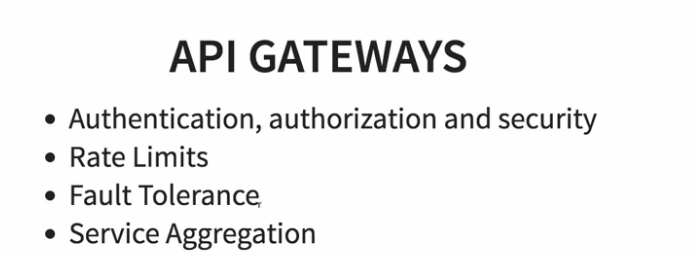 API GATEWAYS
• Authentication, authorization and security
• Rate Limits
• Fault Tolerance
• Service Aggregation